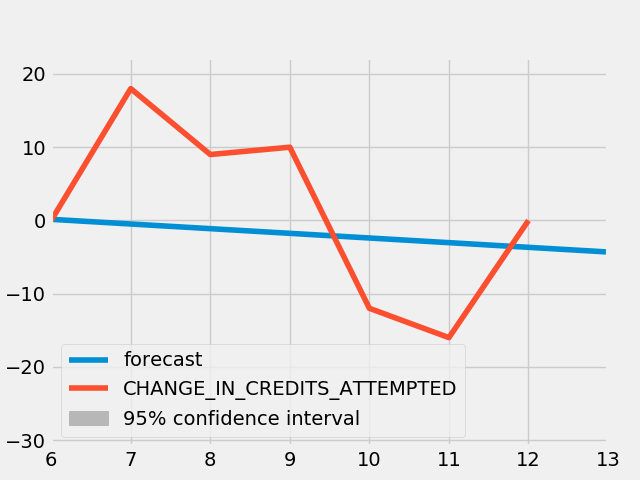 20
10
0
−10
−20
−30
forecast
CHANGE_IN_CREDITS_ATTEMPTED
95% confidence interval
6 7 8 9 10 11 12 13